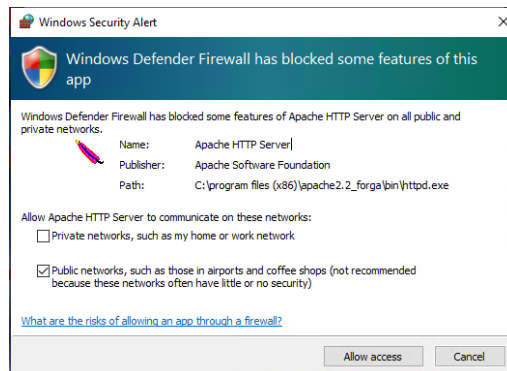 Windows Security Alert
Windows Defender Firewall has blocked some features of this
app
Windows Defender Firewall has blocked some features of Apache HTTP Server on all public and
private networks.
Name: Apache HTTP Server
Publisher: Apache Software Foundation
Path: C:\program files (x86)\apache2.2_forga\bin\httpd.exe
Allow Apache HTTP Server to communicate on these networks:
Private networks, such as my home or work network
Public networks, such as those in airports and coffee shops (not recommended
because these networks often have little or no security)
What are the risks of allowing an app through a firewall?
Allow access Cancel